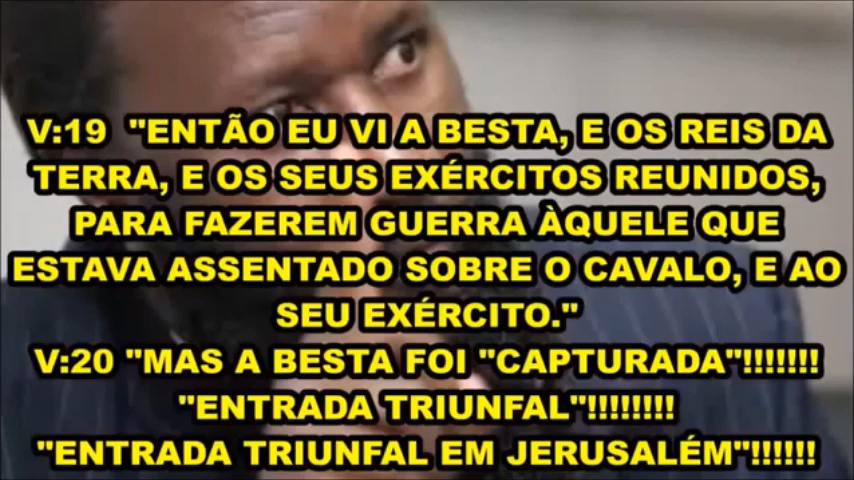 V:19 "ENTÃO EU VI A BESTA, E OS REIS DA
TERRA, E OS SEUS EXÉRCITOS REUNIDOS,
PARA FAZEREM GUERRA ÀQUELE QUE
ESTAVA ASSENTADO SOBRE O CAVALO, E AO
SEU EXÉRCITO."
V:20 "MAS A BESTA FOI "CAPTURADA"!!!!!!!
"ENTRADA TRIUNFAL"!!!!!!!!
"ENTRADA TRIUNFAL EM JERUSALÉM"!!!!!!